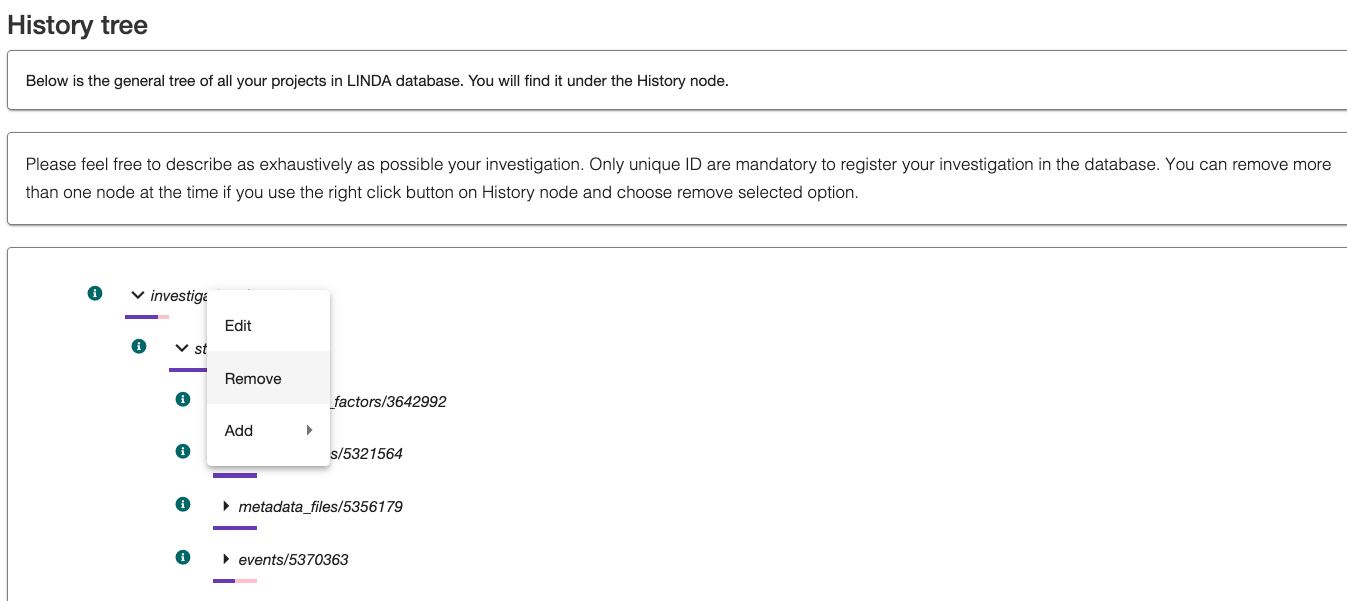 History tree
Below is the general tree of all your projects in LINDA database. You will find it under the History node.
Please feel free to describe as exhaustively as possible your investigation. Only unique ID are mandatory to register your investigation in the database. You can remove more
than one node at the time if you use the right click button on History node and choose remove selected option.
investiga
Edit
st
Remove
_factors/3642992
Add
s/5321564
metadata_files/5356179
events/5370363